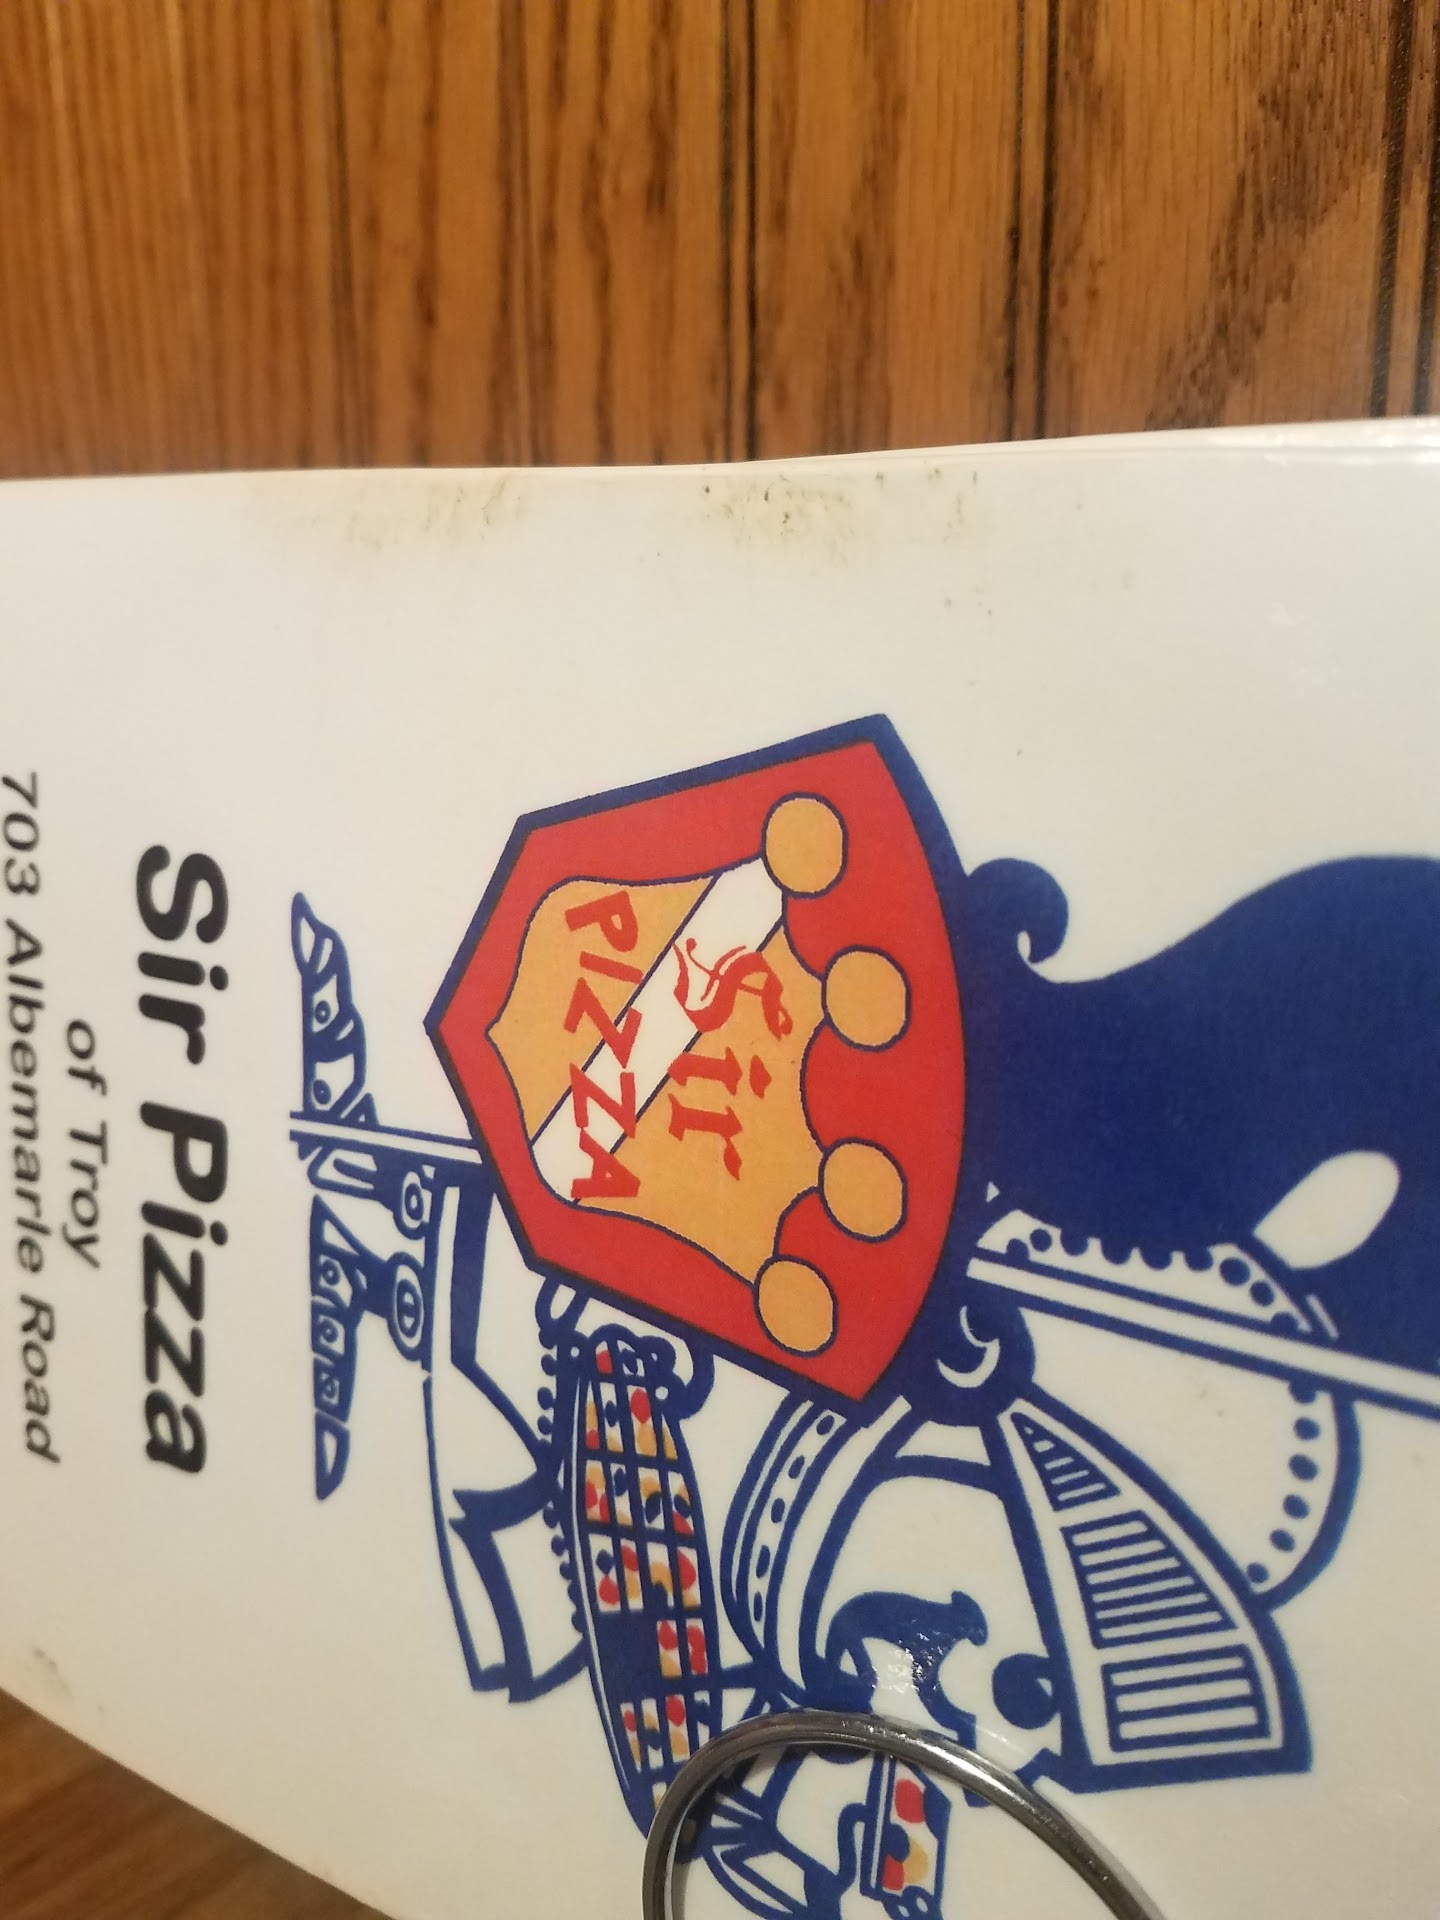 Sir
PIZZA
Sir Pizza
of Troy
703 Albemarle Road